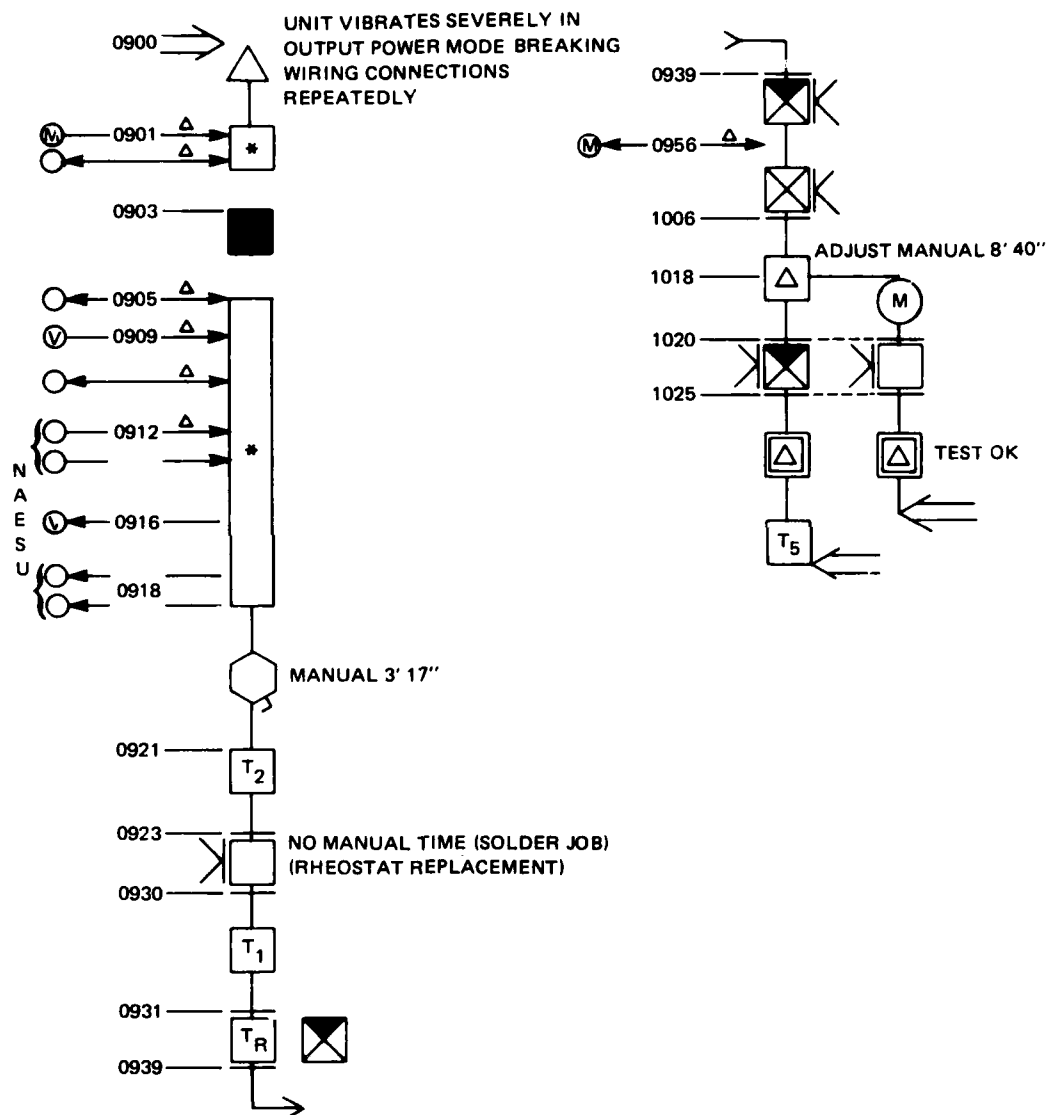 0900
UNIT VIBRATES SEVERELY IN
OUTPUT POWER MODE BREAKING
WIRING CONNECTIONS
REPEATEDLY
M 0901
*
0903
0905
V 0909
0912
*
NAESU
0916
0918
MANUAL 3' 17"
0921
T2
0923
NO MANUAL TIME (SOLDER JOB)
(RHEOSTAT REPLACEMENT)
0930
T1
0931
TR
0939
0939
M 0956
1006
ADJUST MANUAL 8' 40"
1018
M
1020
1025
TEST OK
T5